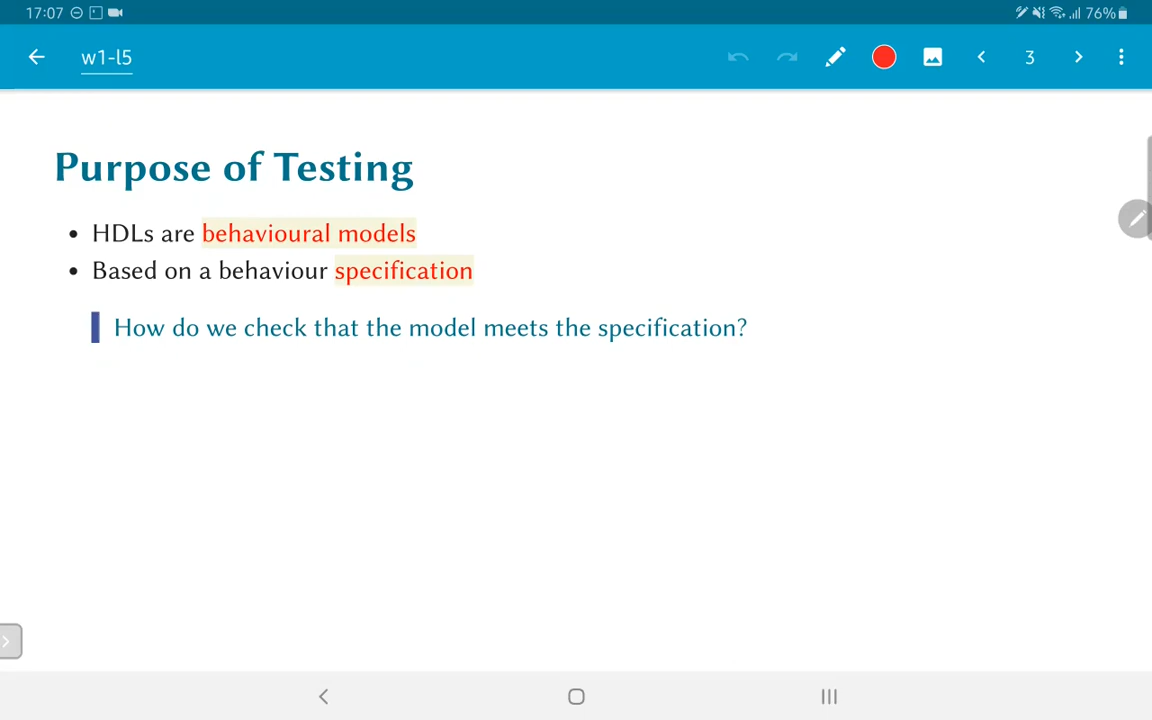 17:07 76%
w1-l5 3
Purpose of Testing
• HDLs are behavioural models
• Based on a behaviour specification
How do we check that the model meets the specification?